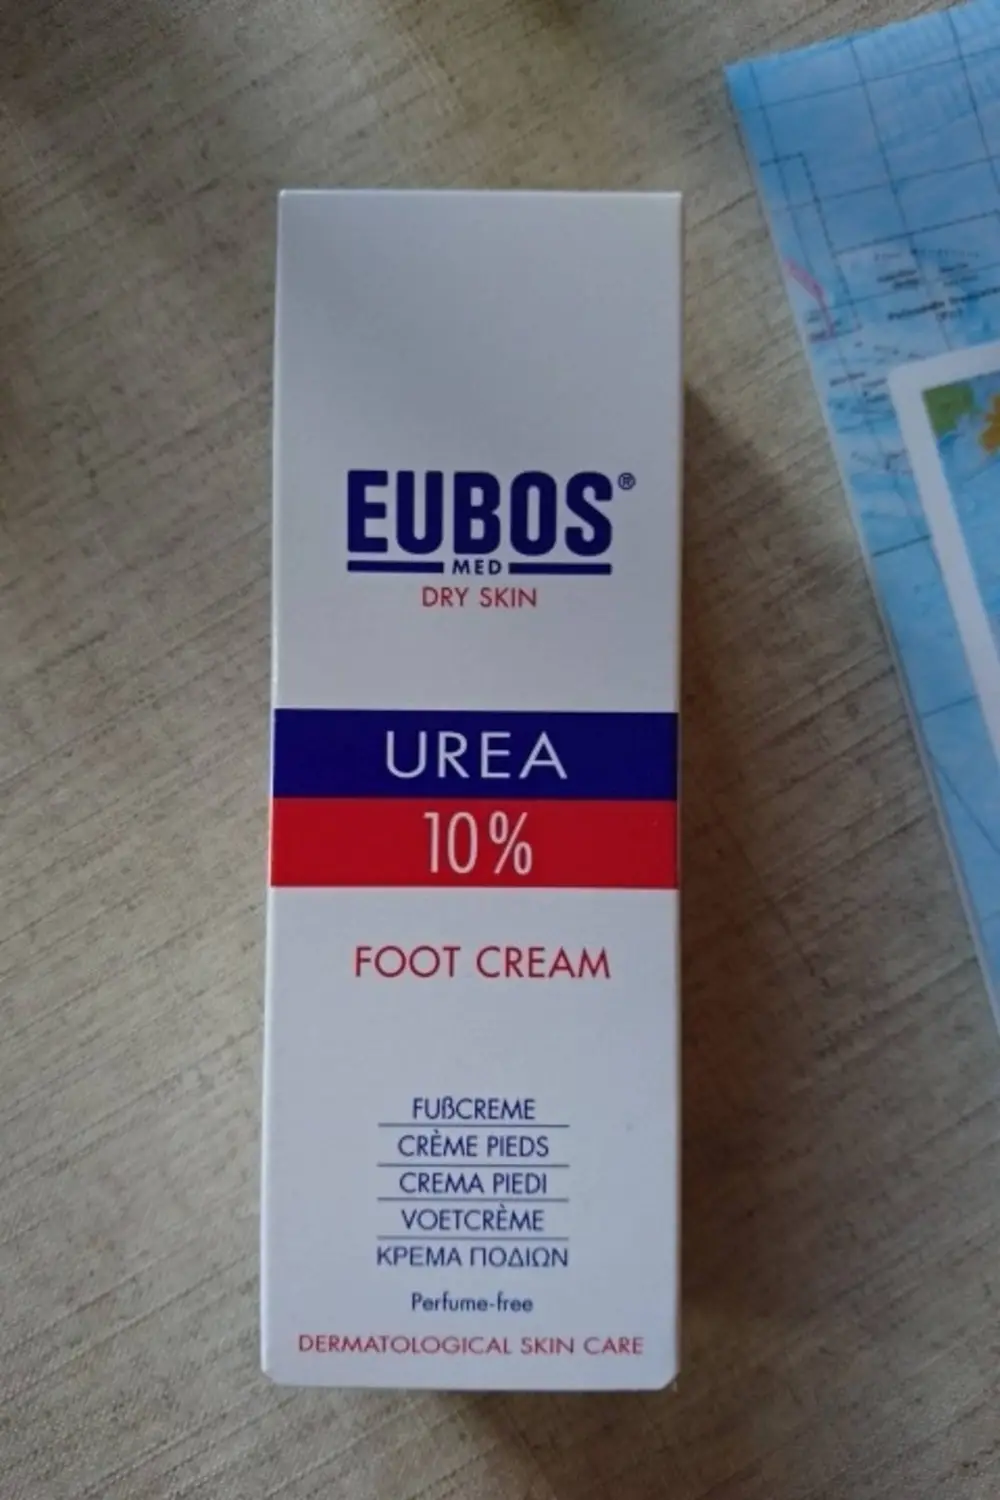 EUBOS®
MED
DRY SKIN
UREA
10%
FOOT CREAM
FUßCREME
CRÈME PIEDS
CREMA PIEDI
VOETCRÈME
ΚΡΕΜΑ ΠΟΔΙΩΝ
Perfume-free
DERMATOLOGICAL SKIN CARE